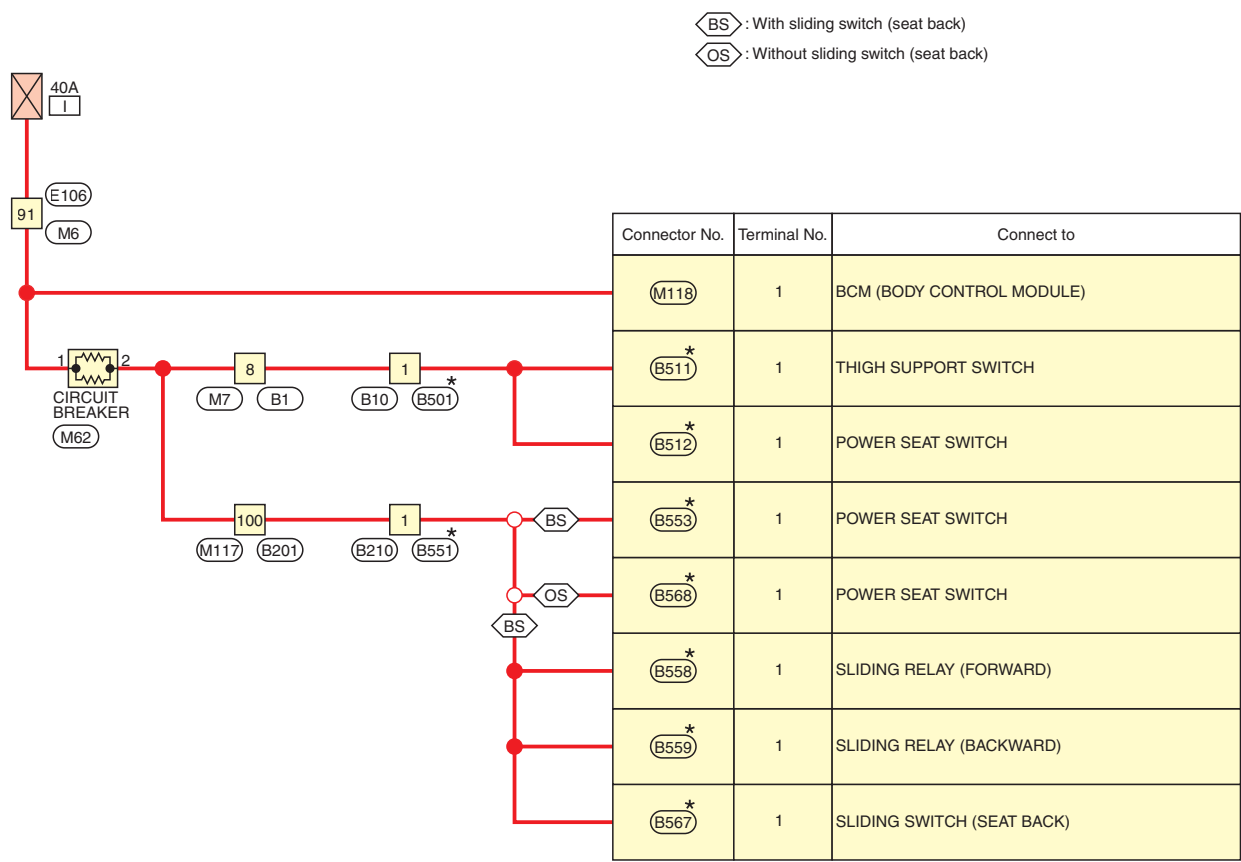 BS : With sliding switch (seat back)
OS : Without sliding switch (seat back)
40A
I
E106
91
M6
Connector No. Terminal No. Connect to
M118 1 BCM (BODY CONTROL MODULE)
1 2 8 1 * B511 1 THIGH SUPPORT SWITCH
CIRCUIT
BREAKER
M7 B1 B10 B501 *
M62
* B512 1 POWER SEAT SWITCH
100 1 BS * B553 1 POWER SEAT SWITCH
M117 B201 B210 B551 *
OS * B568 1 POWER SEAT SWITCH
BS
* B558 1 SLIDING RELAY (FORWARD)
* B559 1 SLIDING RELAY (BACKWARD)
* B567 1 SLIDING SWITCH (SEAT BACK)